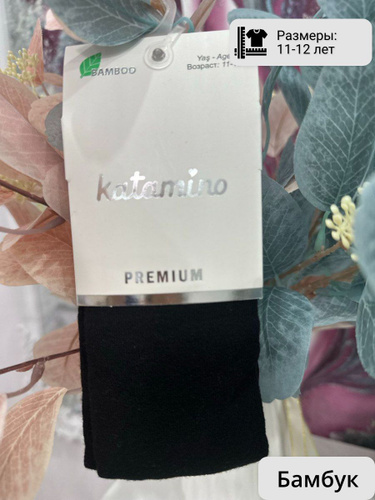 Размеры:
11-12 лет
BAMBOO
Yaş - Age
Возраст: 11-
katamino
PREMIUM
Бамбук